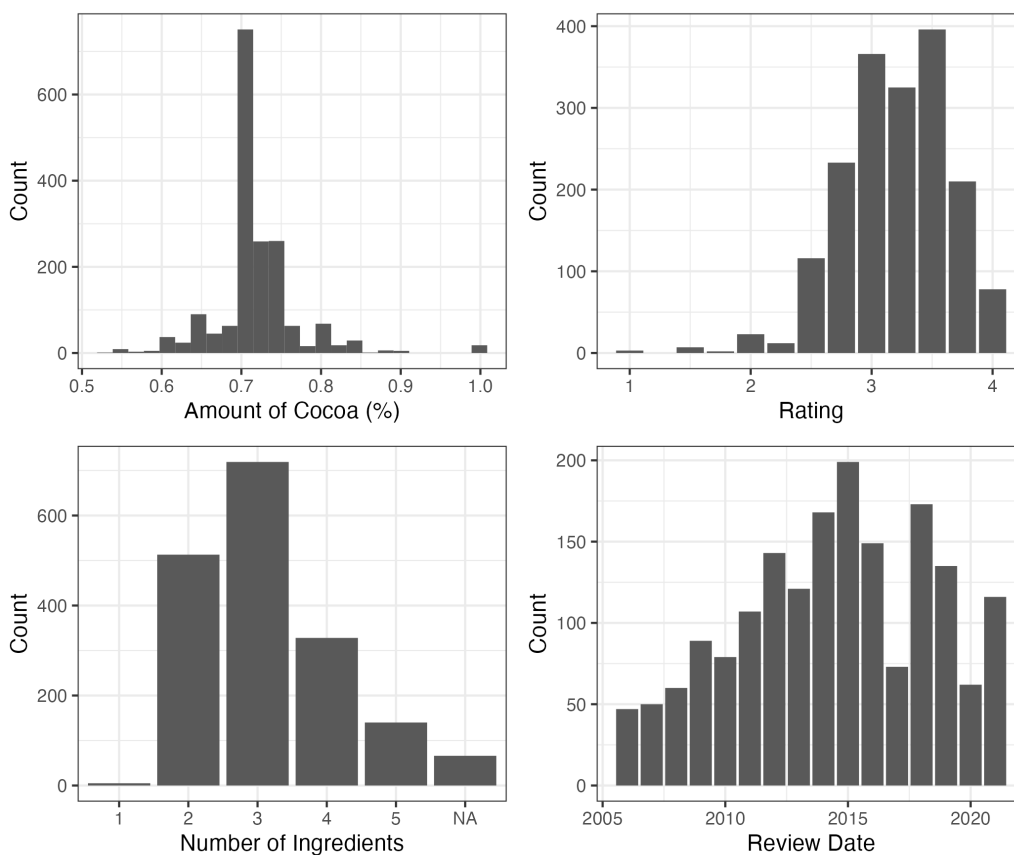 Count
600
400
200
0
0.5 0.6 0.7 0.8 0.9 1.0
Amount of Cocoa (%)
Count
400
300
200
100
0
1 2 3 4
Rating
Count
600
400
200
0
1 2 3 4 5 NA
Number of Ingredients
Count
200
150
100
50
0
2005 2010 2015 2020
Review Date